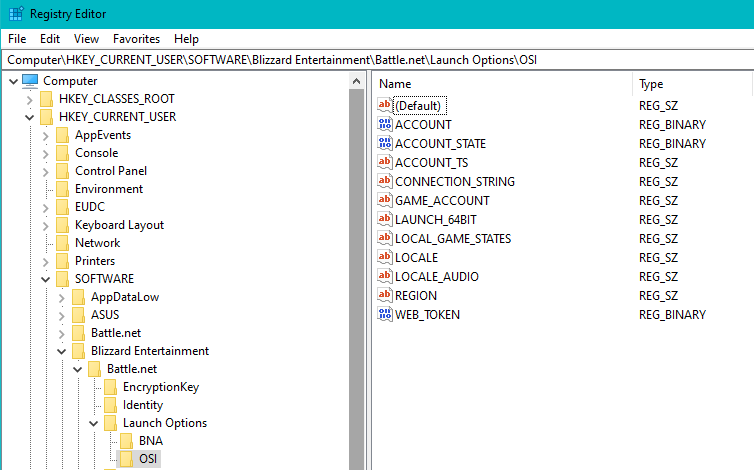 Registry Editor
File Edit View Favorites Help
Computer\HKEY_CURRENT_USER\SOFTWARE\Blizzard Entertainment\Battle.net\Launch Options\OSI
Computer
HKEY_CLASSES_ROOT
HKEY_CURRENT_USER
AppEvents
Console
Control Panel
Environment
EUDC
Keyboard Layout
Network
Printers
SOFTWARE
AppDataLow
ASUS
Battle.net
Blizzard Entertainment
Battle.net
EncryptionKey
Identity
Launch Options
BNA
OSI
Name Type
(Default) REG_SZ
ACCOUNT REG_BINARY
ACCOUNT_STATE REG_BINARY
ACCOUNT_TS REG_SZ
CONNECTION_STRING REG_SZ
GAME_ACCOUNT REG_SZ
LAUNCH_64BIT REG_SZ
LOCAL_GAME_STATES REG_SZ
LOCALE REG_SZ
LOCALE_AUDIO REG_SZ
REGION REG_SZ
WEB_TOKEN REG_BINARY